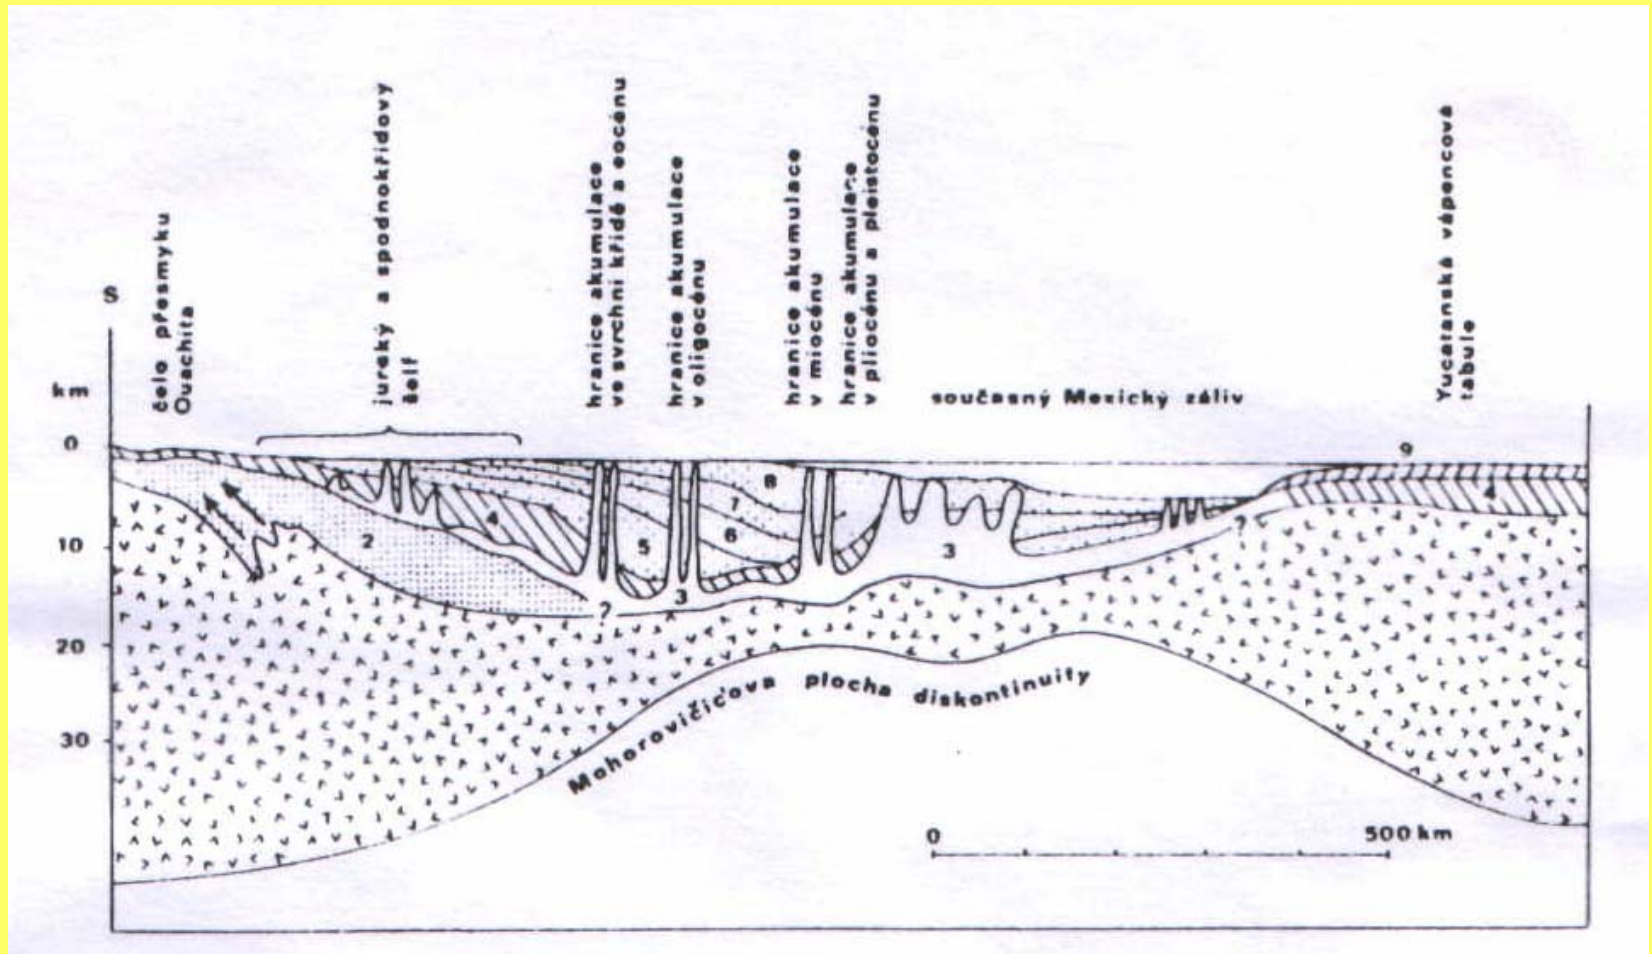 S
čelo přesmyku
Ouachita
jurský a spodnokřídový
šelf
hranice akumulace
ve svrchní křídě a eocénu
hranice akumulace
v oligocénu
hranice akumulace
v miocénu
hranice akumulace
v pliocénu a pleistocénu
současný Mexický záliv
Yucatanská vápencová
tabule
km
0
10
20
30
9
8
7
4
4
2
5
6
3
3
?
?
1
Mohorovičićova plocha diskontinuity
0
500 km